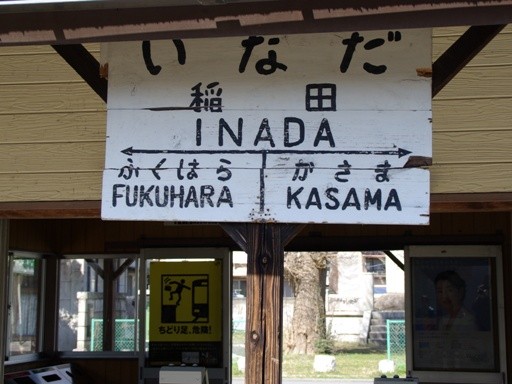 いなだ
稲田
INADA
ふくはら かさま
FUKUHARA KASAMA
ちどり足、危険!